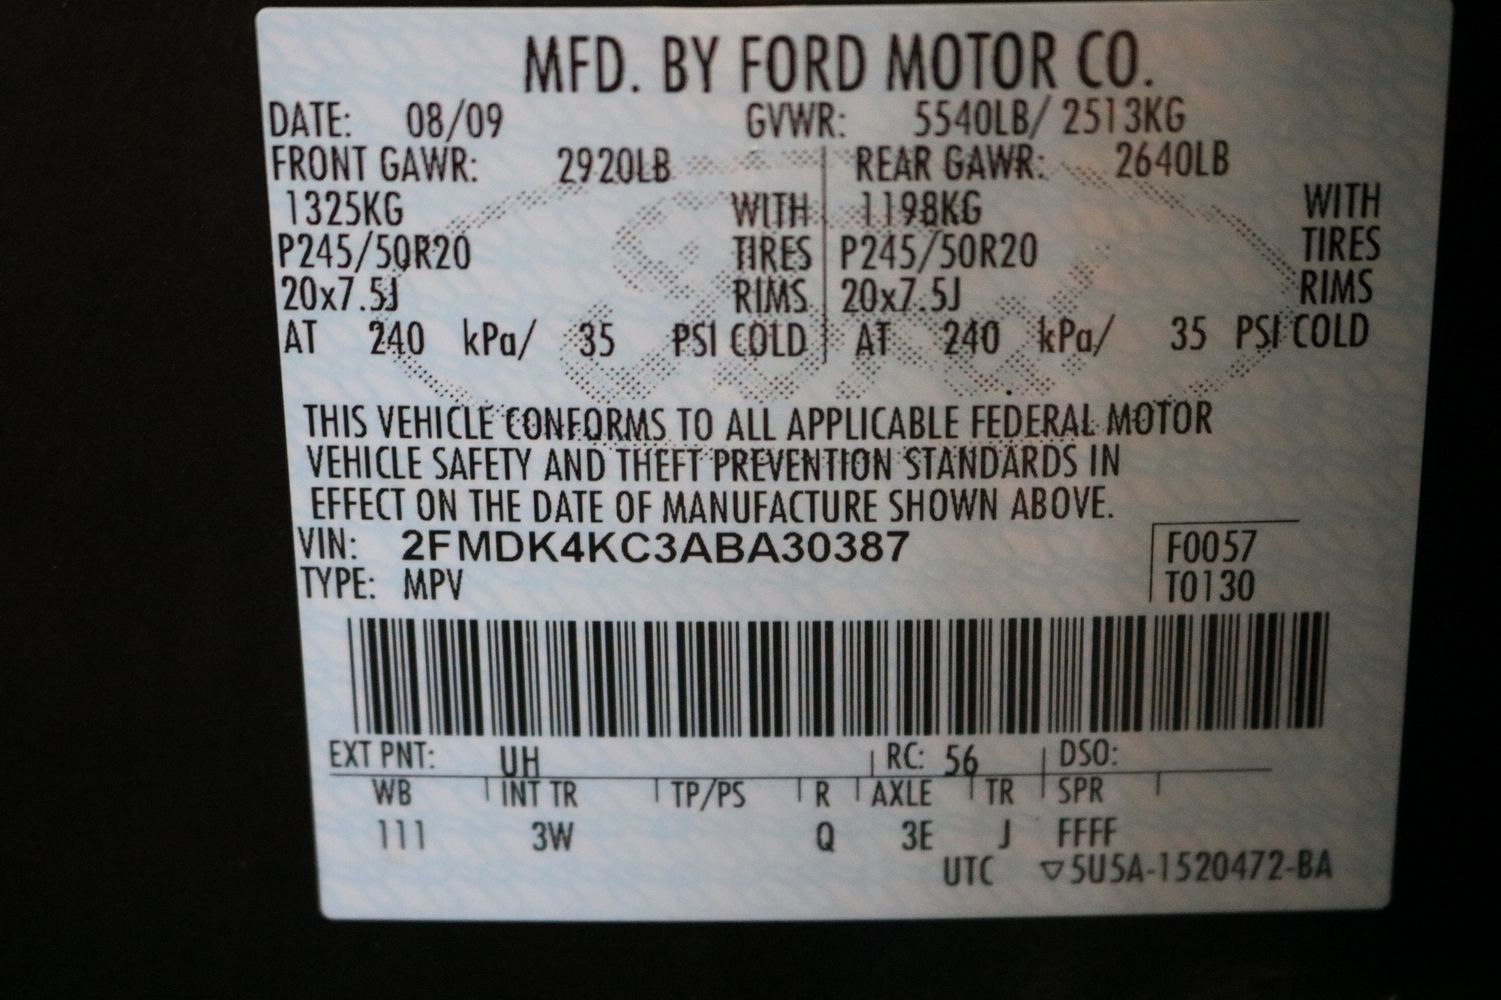 MFD. BY FORD MOTOR CO.
DATE: 08/09 GVWR: 5540LB/ 2513KG
FRONT GAWR: 2920LB REAR GAWR: 2640LB
1325KG WITH 1198KG WITH
P245/50R20 TIRES P245/50R20 TIRES
20x7.5J RIMS 20x7.5J RIMS
AT 240 kPa/ 35 PSI COLD AT 240 kPa/ 35 PSI COLD
THIS VEHICLE CONFORMS TO ALL APPLICABLE FEDERAL MOTOR
VEHICLE SAFETY AND THEFT PREVENTION STANDARDS IN
EFFECT ON THE DATE OF MANUFACTURE SHOWN ABOVE.
VIN: 2FMDK4KC3ABA30387 F0057
TYPE: MPV T0130
EXT PNT: UH RC: 56 DSO:
WB INT TR TP/PS R AXLE TR SPR
111 3W Q 3E J FFFF
UTC ▽5U5A-1520472-BA